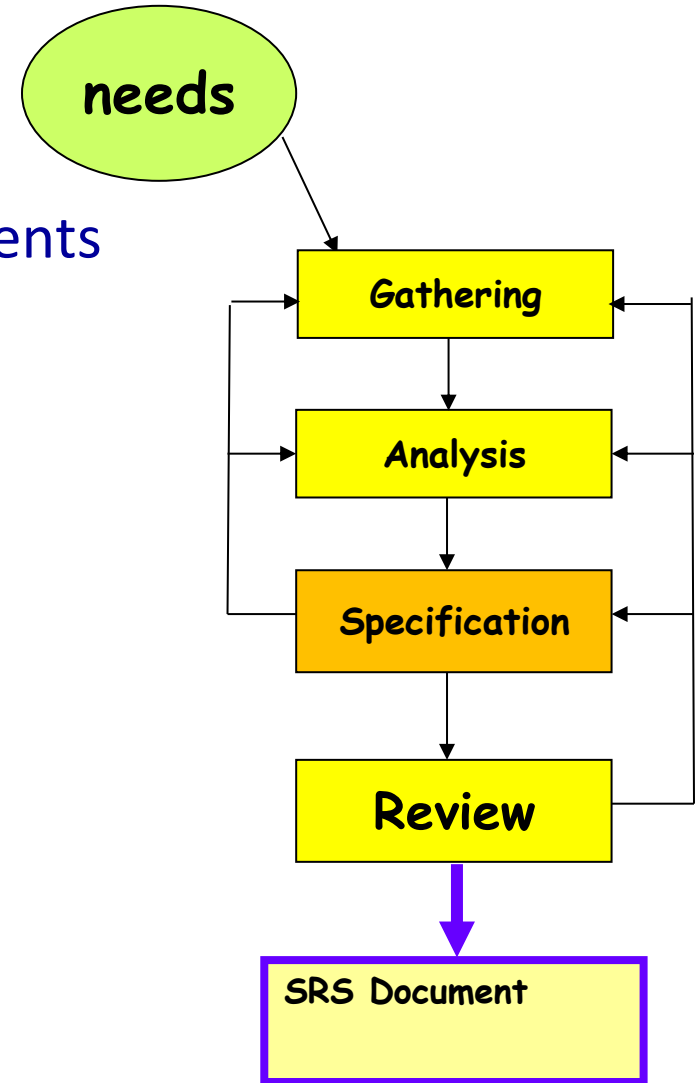 needs
ents
Gathering
Analysis
Specification
Review
SRS Document